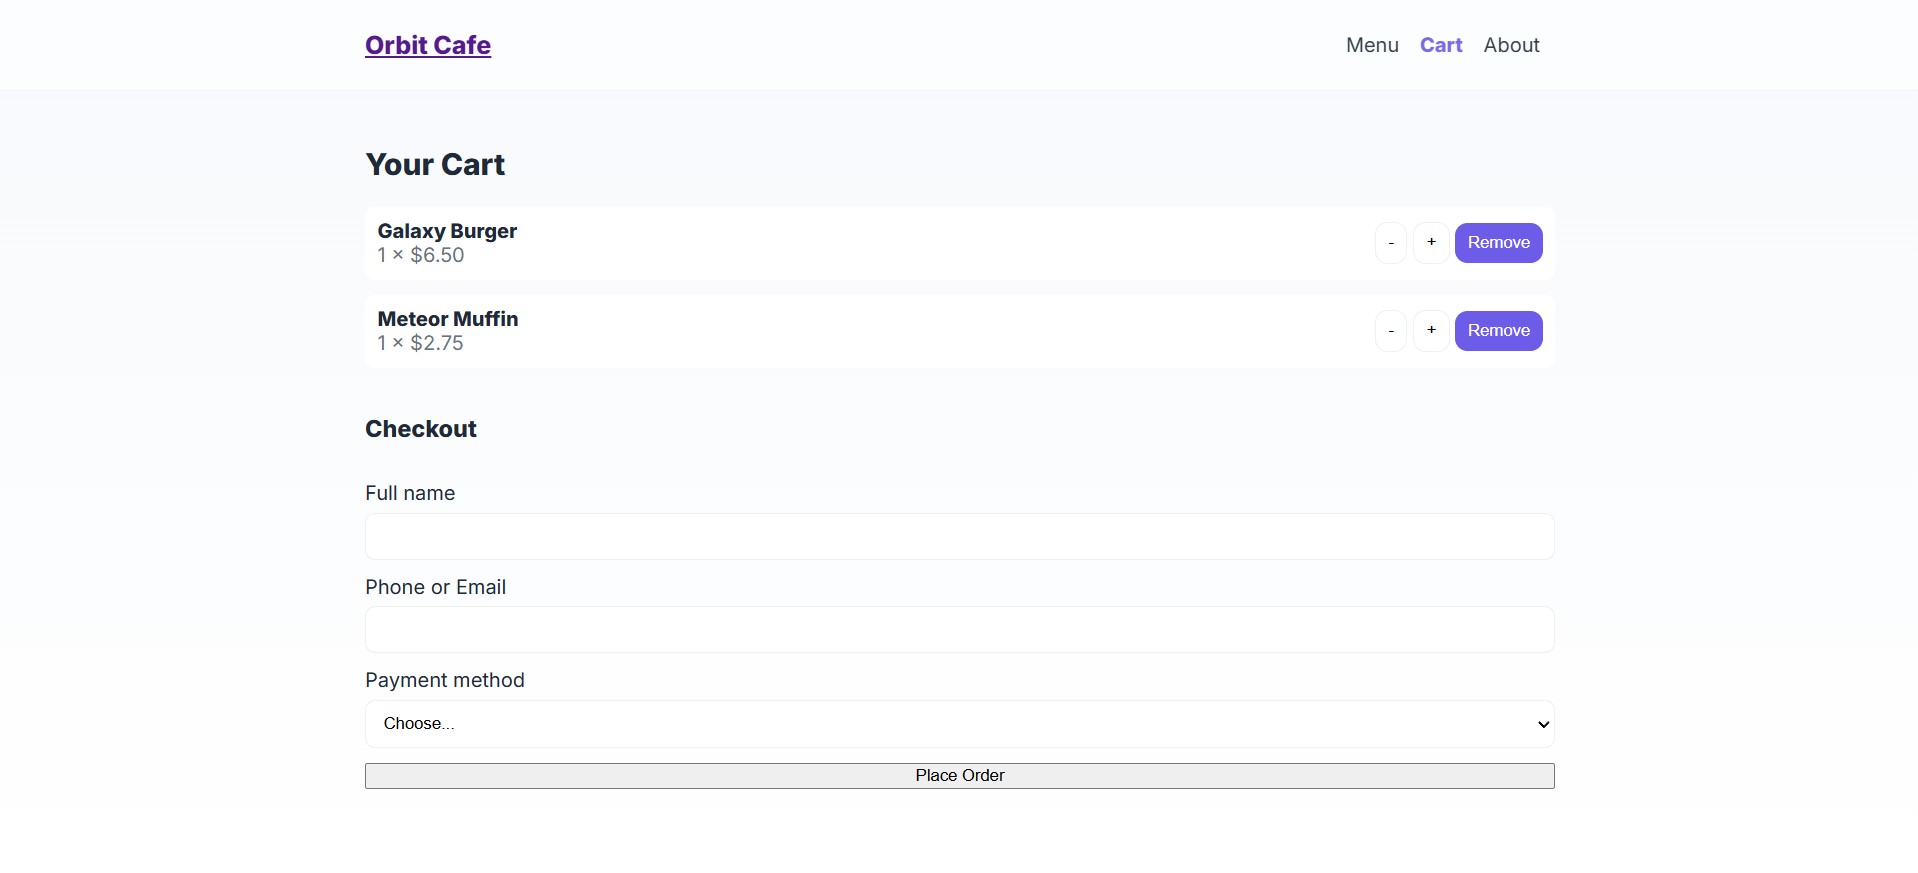 Orbit Cafe
Menu Cart About
Your Cart
Galaxy Burger
1 × $6.50
- + Remove
Meteor Muffin
1 × $2.75
- + Remove
Checkout
Full name
Phone or Email
Payment method
Choose...
Place Order